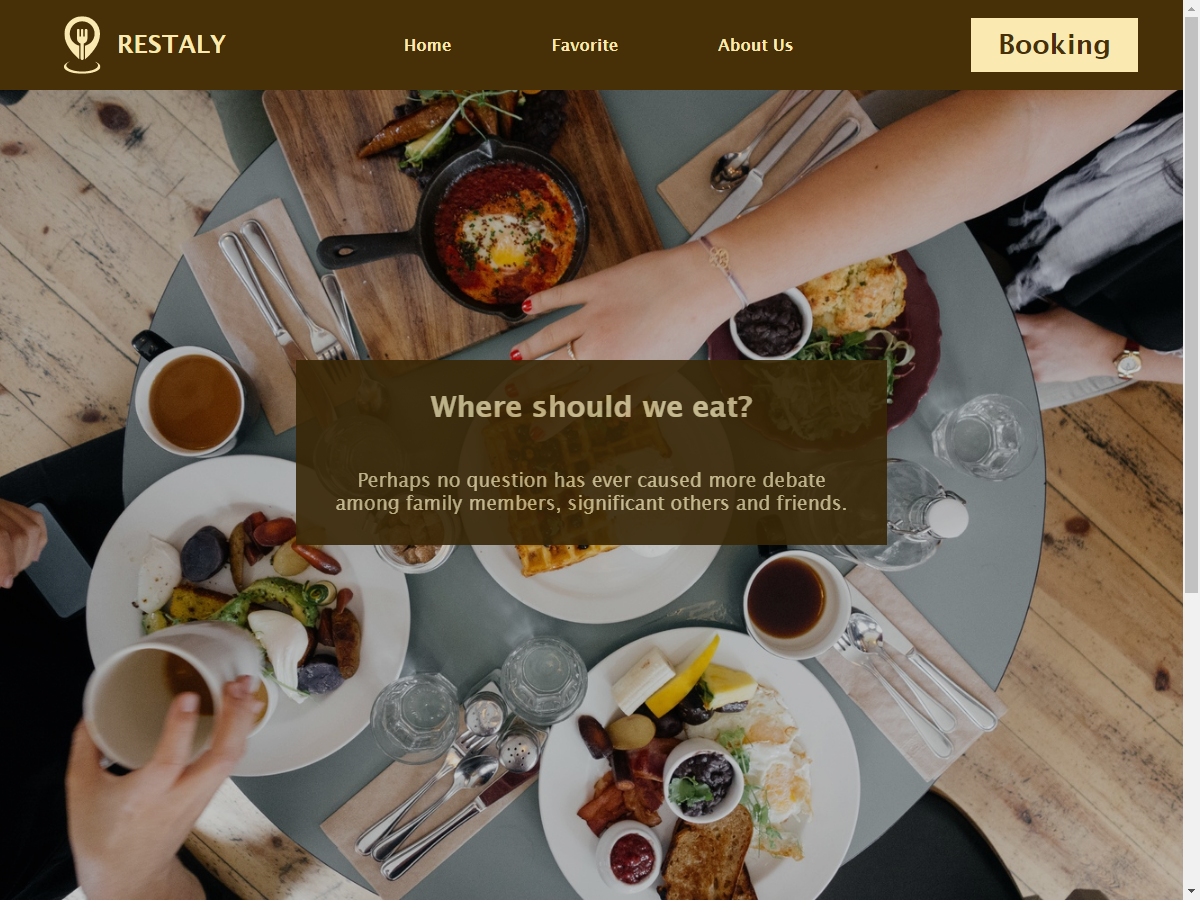 RESTALY
Home
Favorite
About Us
Booking
Where should we eat?
Perhaps no question has ever caused more debate
among family members, significant others and friends.